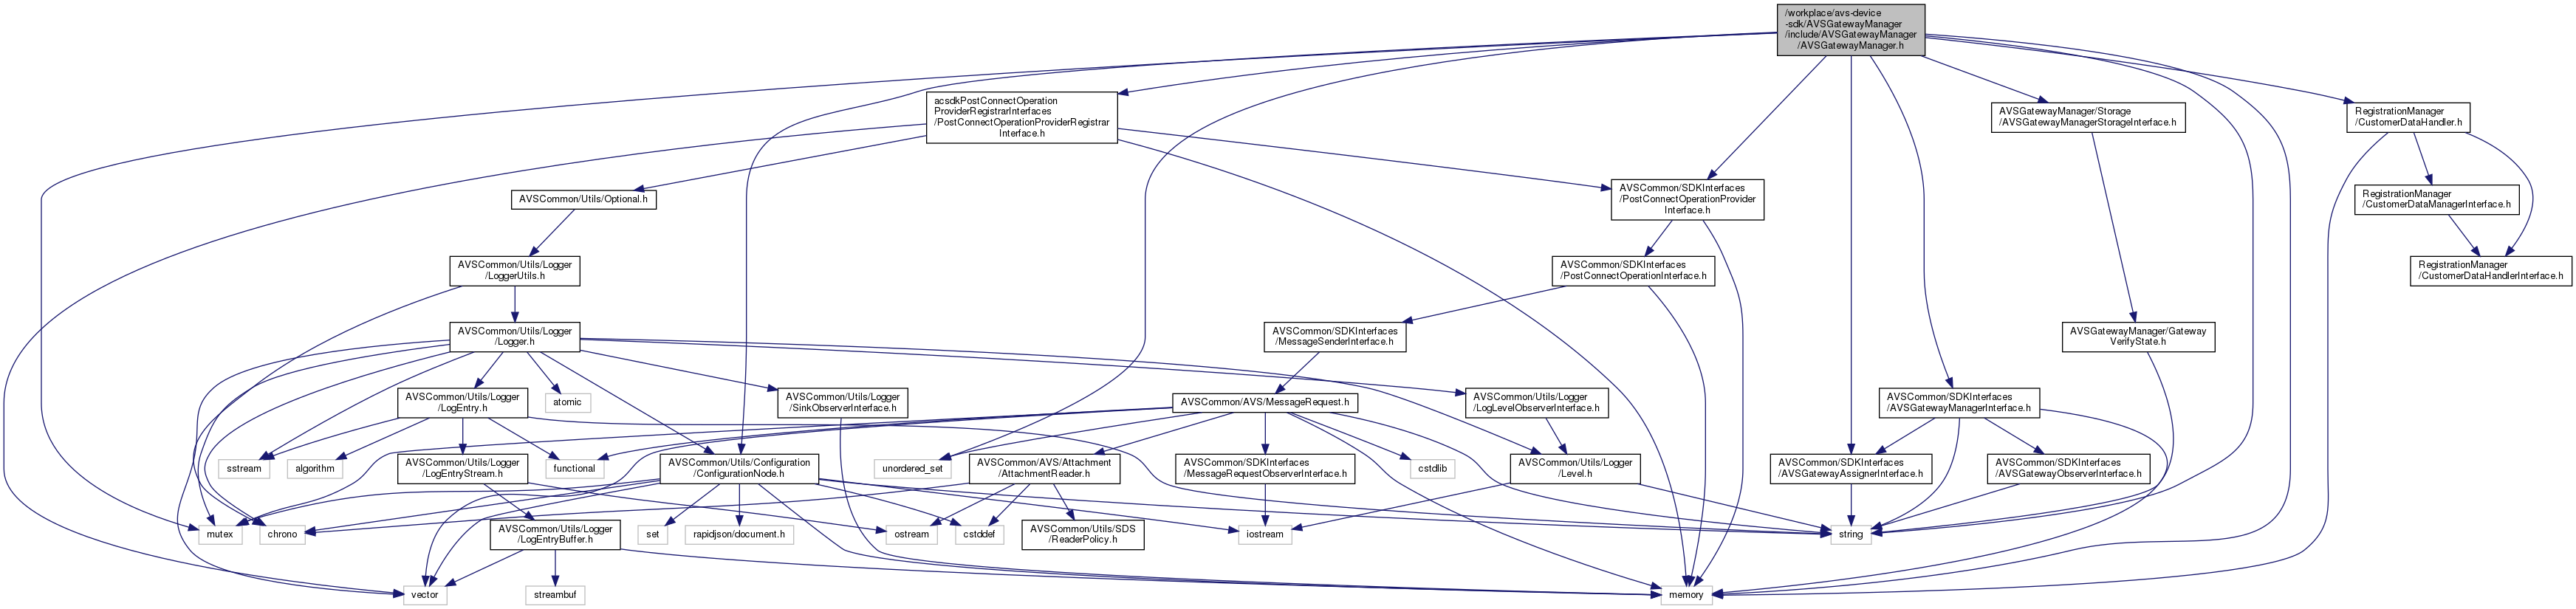 /workplace/avs-device
-sdk/AVSGatewayManager
/include/AVSGatewayManager
/AVSGatewayManager.h
acsdkPostConnectOperation
ProviderRegistrarInterfaces
/PostConnectOperationProviderRegistrar
Interface.h
AVSGatewayManager/Storage
/AVSGatewayManagerStorageInterface.h
RegistrationManager
/CustomerDataHandler.h
AVSCommon/Utils/Optional.h
AVSCommon/SDKInterfaces
/PostConnectOperationProvider
Interface.h
RegistrationManager
/CustomerDataManagerInterface.h
AVSCommon/Utils/Logger
/LoggerUtils.h
AVSCommon/SDKInterfaces
/PostConnectOperationInterface.h
RegistrationManager
/CustomerDataHandlerInterface.h
AVSCommon/Utils/Logger
/Logger.h
AVSCommon/SDKInterfaces
/MessageSenderInterface.h
AVSGatewayManager/Gateway
VerifyState.h
AVSCommon/Utils/Logger
/LogEntry.h
atomic
AVSCommon/Utils/Logger
/SinkObserverInterface.h
AVSCommon/AVS/MessageRequest.h
AVSCommon/Utils/Logger
/LogLevelObserverInterface.h
AVSCommon/SDKInterfaces
/AVSGatewayManagerInterface.h
sstream
algorithm
AVSCommon/Utils/Logger
/LogEntryStream.h
functional
AVSCommon/Utils/Configuration
/ConfigurationNode.h
unordered_set
AVSCommon/AVS/Attachment
/AttachmentReader.h
AVSCommon/SDKInterfaces
/MessageRequestObserverInterface.h
cstdlib
AVSCommon/Utils/Logger
/Level.h
AVSCommon/SDKInterfaces
/AVSGatewayAssignerInterface.h
AVSCommon/SDKInterfaces
/AVSGatewayObserverInterface.h
mutex
chrono
AVSCommon/Utils/Logger
/LogEntryBuffer.h
set
rapidjson/document.h
ostream
cstddef
AVSCommon/Utils/SDS
/ReaderPolicy.h
iostream
string
vector
streambuf
memory